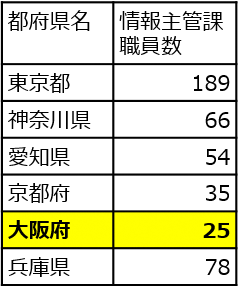 都府県名 情報主管課
職員数
東京都 189
神奈川県 66
愛知県 54
京都府 35
大阪府 25
兵庫県 78